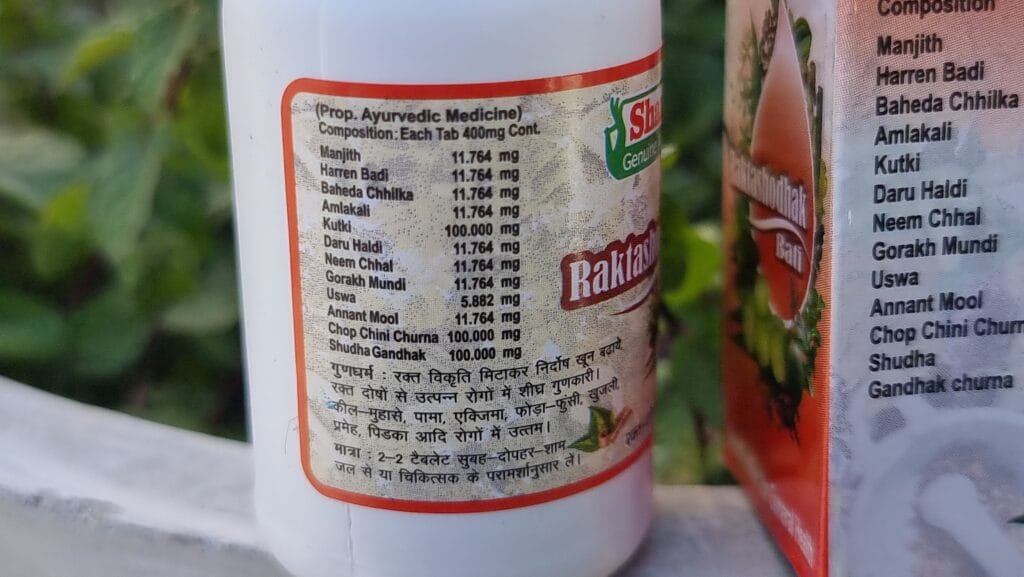 (Prop. Ayurvedic Medicine)
Composition: Each Tab 400mg Cont.
Manjith 11.764 mg
Harren Badi 11.764 mg
Baheda Chhilka 11.764 mg
Amlakali 11.764 mg
Kutki 100.000 mg
Daru Haldi 11.764 mg
Neem Chhal 11.764 mg
Gorakh Mundi 11.764 mg
Uswa 5.882 mg
Annant Mool 11.764 mg
Chop Chini Churna 100.000 mg
Shudha Gandhak 100.000 mg
गुणधर्म : रक्त विकृति मिटाकर निर्दोष खून बढ़ाये,
रक्त दोषों से उत्पन्न रोगों में शीघ्र गुणकारी।
कील-मुहासे, पामा, एक्जिमा, फोड़ा-फुंसी, खुजली,
प्रमेह, पिडका आदि रोगों में उत्तम।
मात्रा : 2-2 टैबलेट सुबह-दोपहर-शाम
जल से या चिकित्सक के परामर्शानुसार लें।
Genuine
Composition
Manjith
Harren Badi
Baheda Chhilka
Amlakali
Kutki
Daru Haldi
Neem Chhal
Gorakh Mundi
Uswa
Annant Mool
Chop Chini Churn
Shudha
Gandhak churna
Bati